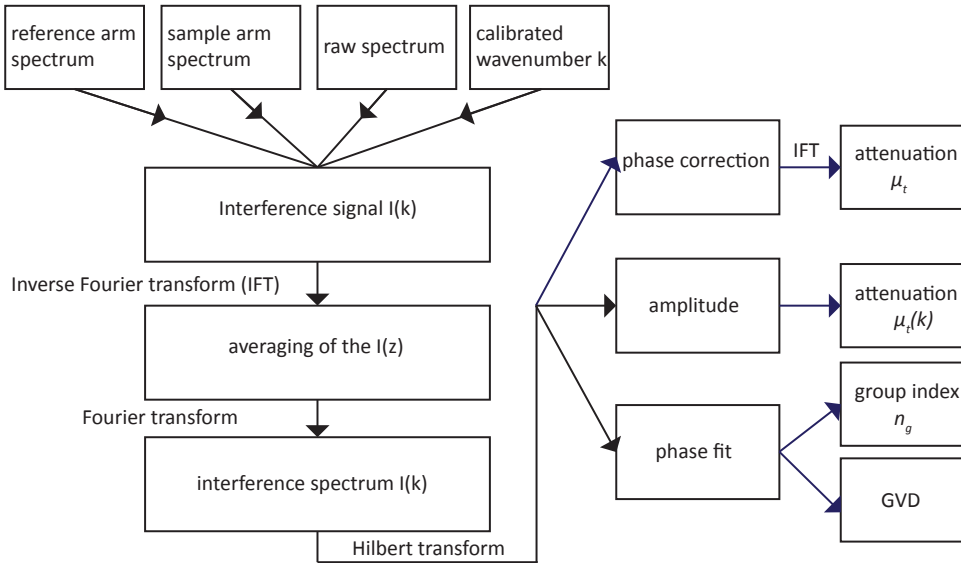 reference arm
spectrum
sample arm
spectrum
raw spectrum
calibrated
wavenumber k
Interference signal I(k)
Inverse Fourier transform (IFT)
averaging of the I(z)
Fourier transform
interference spectrum I(k)
Hilbert transform
phase correction
IFT
attenuation
μt
amplitude
attenuation
μt(k)
phase fit
group index
ng
GVD